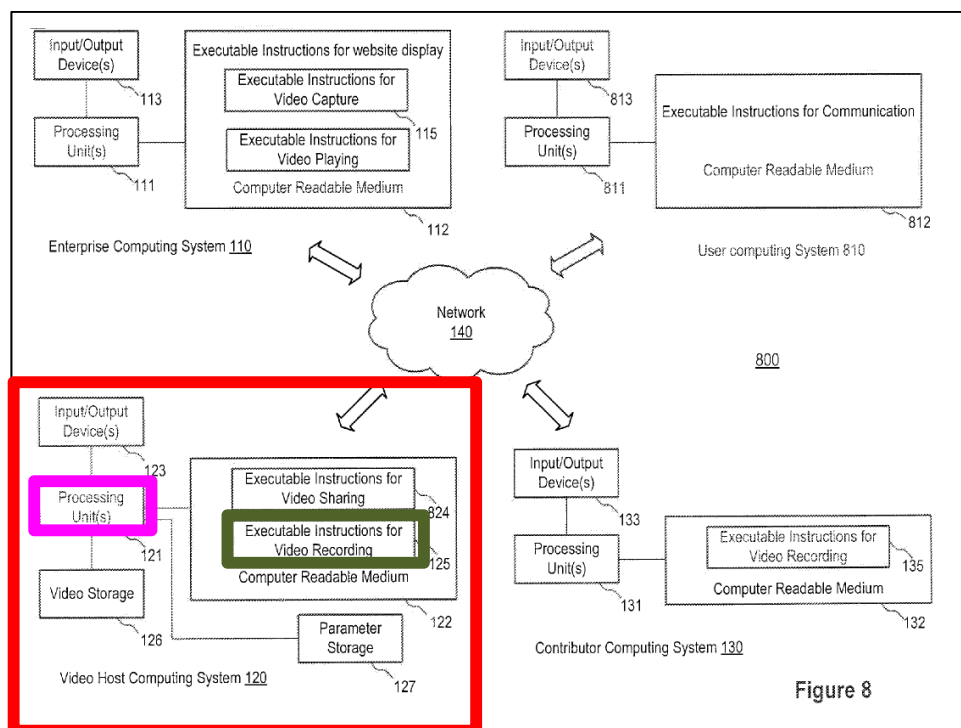 Input/Output
Device(s)
113
Processing
Unit(s)
111
Executable Instructions for website display
Executable Instructions for
Video Capture
115
Executable Instructions for
Video Playing
Computer Readable Medium
112
Enterprise Computing System 110
Input/Output
Device(s)
813
Processing
Unit(s)
811
Executable Instructions for Communication
Computer Readable Medium
812
User computing System 810
Network
140
800
Input/Output
Device(s)
123
Processing
Unit(s)
121
Video Storage
126
Executable Instructions for
Video Sharing
824
Executable Instructions for
Video Recording
125
Computer Readable Medium
122
Parameter
Storage
127
Video Host Computing System 120
Input/Output
Device(s)
133
Processing
Unit(s)
131
Executable Instructions for
Video Recording
135
Computer Readable Medium
132
Contributor Computing System 130
Figure 8